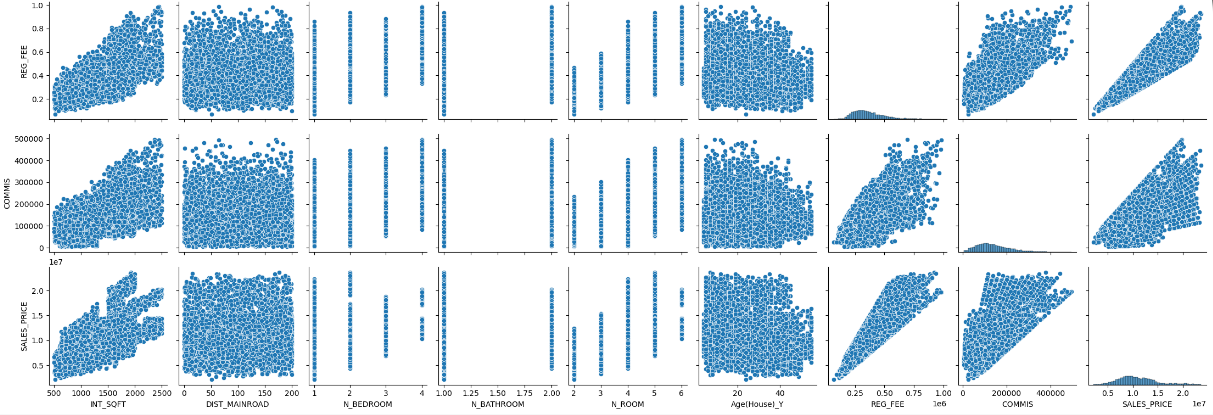 1.0
0.8
0.6
0.4
0.2
REG_FEE
500000
400000
300000
200000
100000
0
COMMIS
1e7
2.0
1.5
1.0
0.5
SALES_PRICE
500 1000 1500 2000 2500
INT_SQFT
0 50 100 150 200
DIST_MAINROAD
1 2 3 4
N_BEDROOM
1.00 1.25 1.50 1.75 2.00
N_BATHROOM
2 3 4 5 6
N_ROOM
20 40
Age(House)_Y
0.25 0.50 0.75 1.00
1e6
REG_FEE
0 200000 400000
COMMIS
0.5 1.0 1.5 2.0
1e7
SALES_PRICE